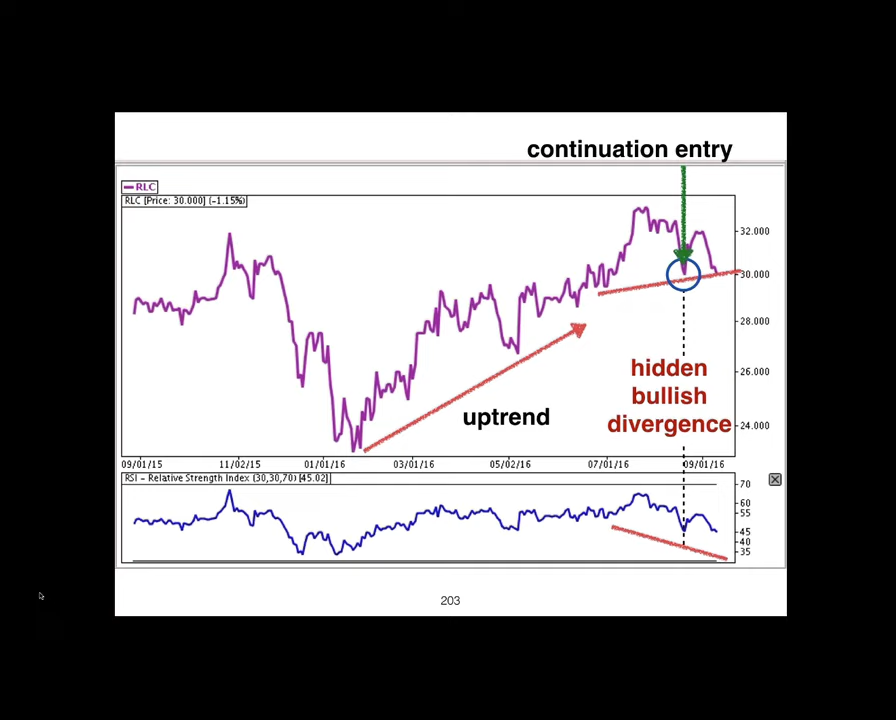 continuation entry
RLC
RLC [Price: 30.000] (-1.15%)
32.000
30.000
28.000
26.000
24.000
hidden
bullish
divergence
uptrend
09/01/15 11/02/15 01/01/16 03/01/16 05/02/16 07/01/16 09/01/16
RSI - Relative Strength Index (30,30,70) [45.02]
70
60
55
45
40
35
203